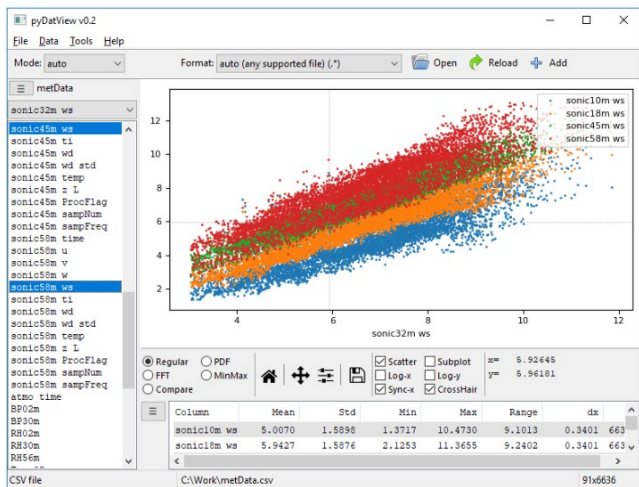 pyDatView v0.2
File Data Tools Help
Mode: auto Format: auto (any supported file) (.*) Open Reload Add
metData
sonic32m ws
sonic45m ws
sonic45m ti
sonic45m wd
sonic45m wd std
sonic45m temp
sonic45m z L
sonic45m ProcFlag
sonic45m sampNum
sonic45m sampFreq
sonic58m time
sonic58m u
sonic58m v
sonic58m w
sonic58m ws
sonic58m ti
sonic58m wd
sonic58m wd std
sonic58m temp
sonic58m z L
sonic58m ProcFlag
sonic58m sampNum
sonic58m sampFreq
atmo time
BP02m
BP30m
RH02m
RH30m
RH56m
sonic10m ws
sonic18m ws
sonic45m ws
sonic58m ws
12
10
8
6
4
2
4 6 8 10 12
sonic32m ws
Regular PDF
FFT MinMax
Compare
Scatter Subplot
Log-x Log-y
Sync-x CrossHair
x= 5.92645
y= 5.96181
Column Mean Std Min Max Range dx
sonic10m ws 5.0070 1.5898 1.3717 10.4730 9.1013 0.3401 663
sonic18m ws 5.9427 1.5876 2.1253 11.3655 9.2402 0.3401 663
CSV file C:\Work\metData.csv 91x6636